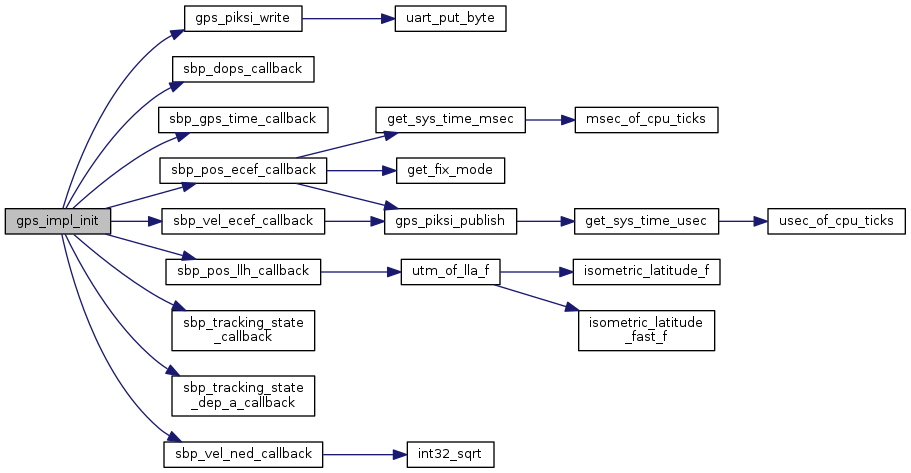 gps_piksi_write
uart_put_byte
sbp_dops_callback
sbp_gps_time_callback
get_sys_time_msec
msec_of_cpu_ticks
sbp_pos_ecef_callback
get_fix_mode
gps_impl_init
sbp_vel_ecef_callback
gps_piksi_publish
get_sys_time_usec
usec_of_cpu_ticks
sbp_pos_llh_callback
utm_of_lla_f
isometric_latitude_f
sbp_tracking_state
_callback
isometric_latitude
_fast_f
sbp_tracking_state
_dep_a_callback
sbp_vel_ned_callback
int32_sqrt